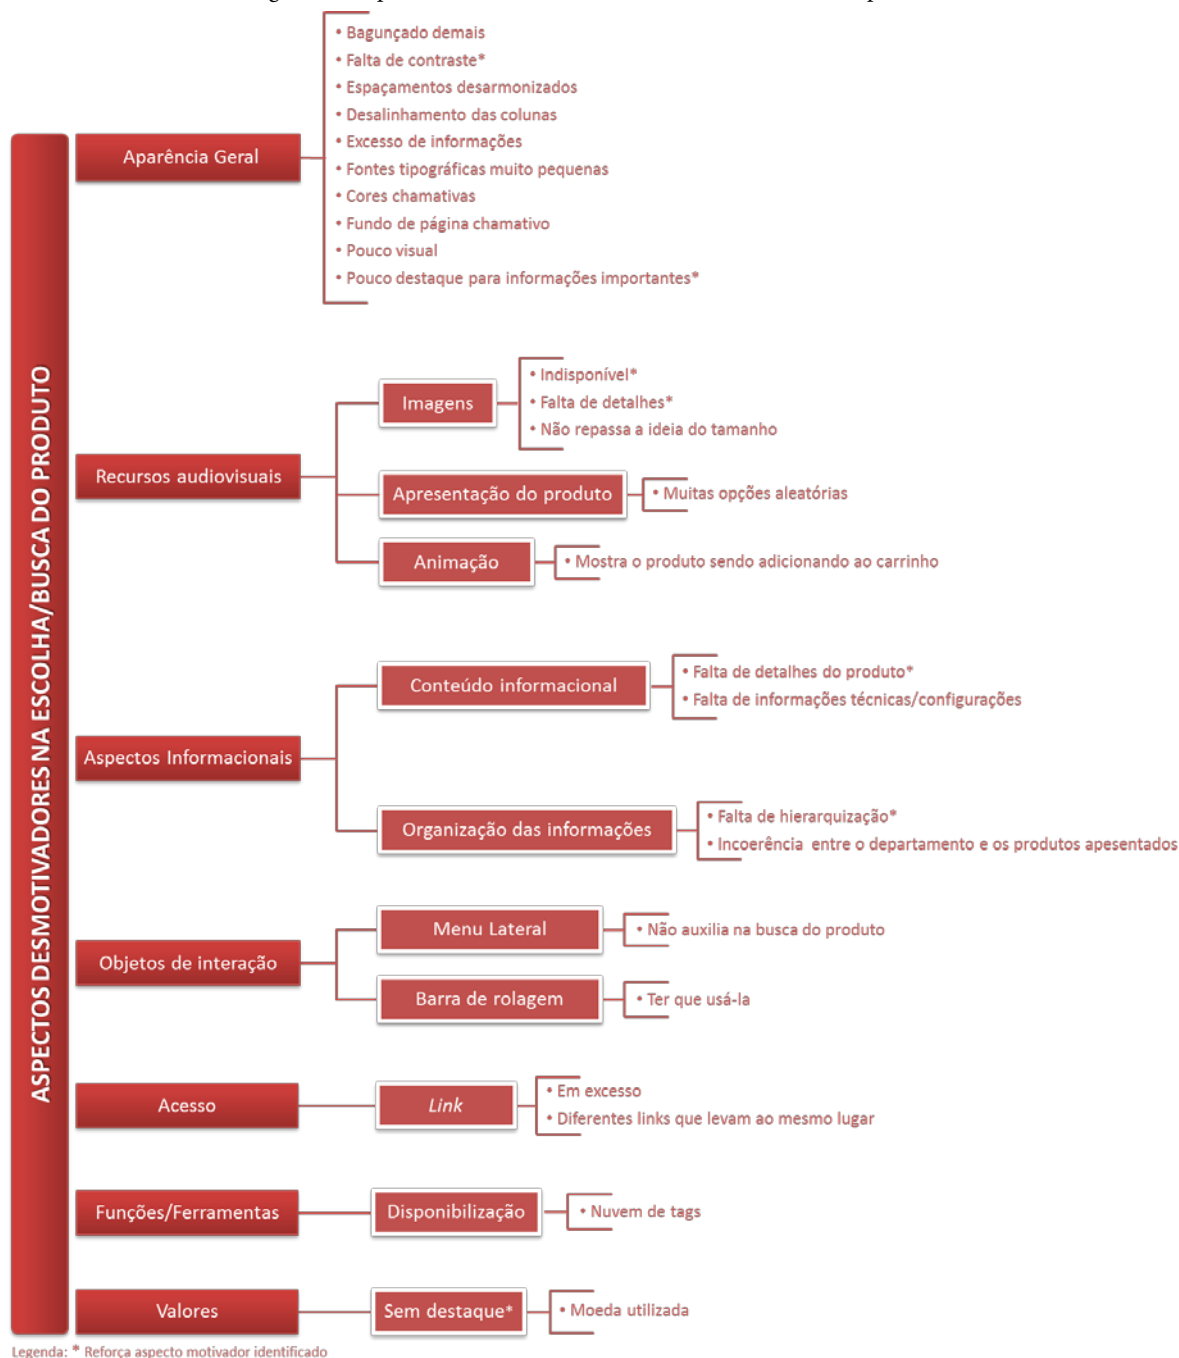 ASPECTOS DESMOTIVADORES NA ESCOLHA/BUSCA DO PRODUTO
Aparência Geral
• Bagunçado demais
• Falta de contraste*
• Espaçamentos desarmonizados
• Desalinhamento das colunas
• Excesso de informações
• Fontes tipográficas muito pequenas
• Cores chamativas
• Fundo de página chamativo
• Pouco visual
• Pouco destaque para informações importantes*
Recursos audiovisuais
Imagens
• Indisponível*
• Falta de detalhes*
• Não repassa a ideia do tamanho
Apresentação do produto
• Muitas opções aleatórias
Animação
• Mostra o produto sendo adicionando ao carrinho
Aspectos Informacionais
Conteúdo informacional
• Falta de detalhes do produto*
• Falta de informações técnicas/configurações
Organização das informações
• Falta de hierarquização*
• Incoerência entre o departamento e os produtos apesentados
Objetos de interação
Menu Lateral
• Não auxilia na busca do produto
Barra de rolagem
• Ter que usá-la
Acesso
Link
• Em excesso
• Diferentes links que levam ao mesmo lugar
Funções/Ferramentas
Disponibilização
• Nuvem de tags
Valores
Sem destaque*
• Moeda utilizada
Legenda: * Reforça aspecto motivador identificado